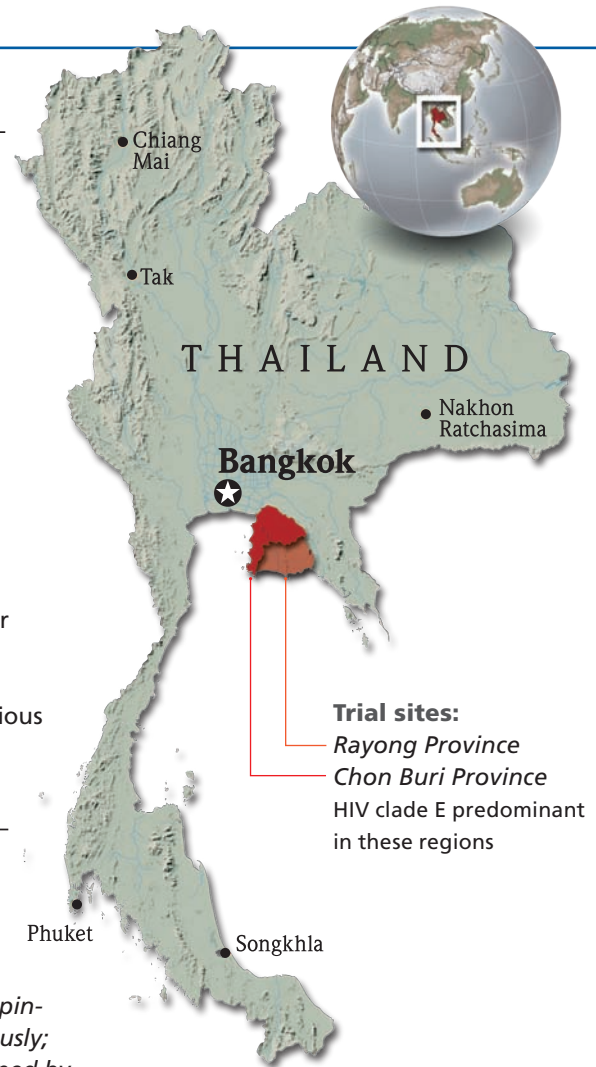 Chiang
Mai
Tak
THAILAND
Nakhon
Ratchasima
Bangkok
Trial sites:
Rayong Province
Chon Buri Province
HIV clade E predominant
in these regions
Phuket
Songkhla